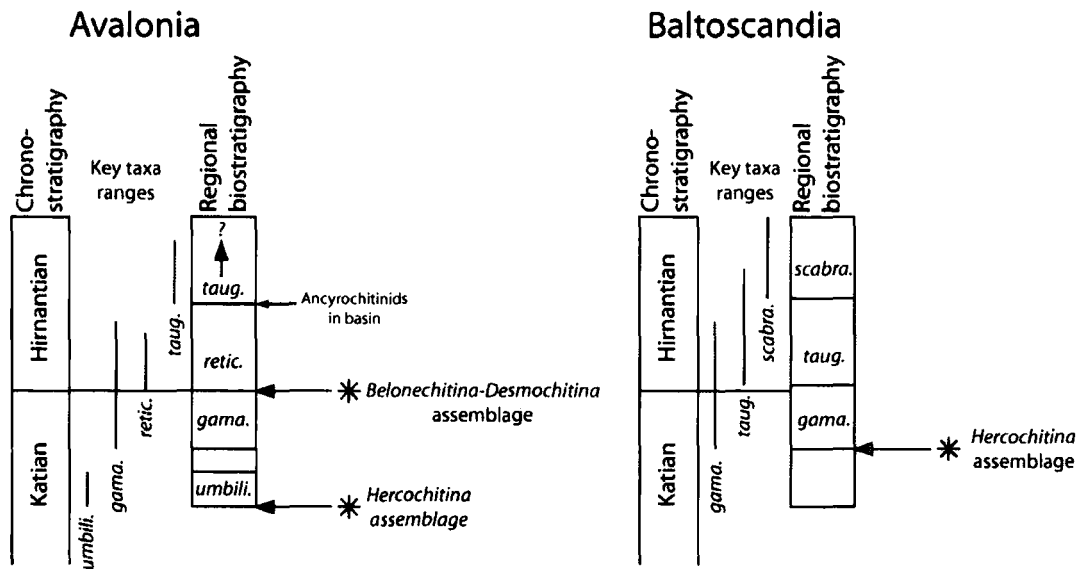 Avalonia
Chrono-
stratigraphy
Key taxa
ranges
Regional
biostratigraphy
Hirnantian
Katian
umbili.
gama.
retic.
taug.
?
taug.
retic.
gama.
umbili.
Ancyrochitinids
in basin
Belonechitina-Desmochitina
assemblage
Hercochitina
assemblage
Baltoscandia
Chrono-
stratigraphy
Key taxa
ranges
Regional
biostratigraphy
Hirnantian
Katian
gama.
taug.
scabra.
scabra.
taug.
gama.
Hercochitina
assemblage